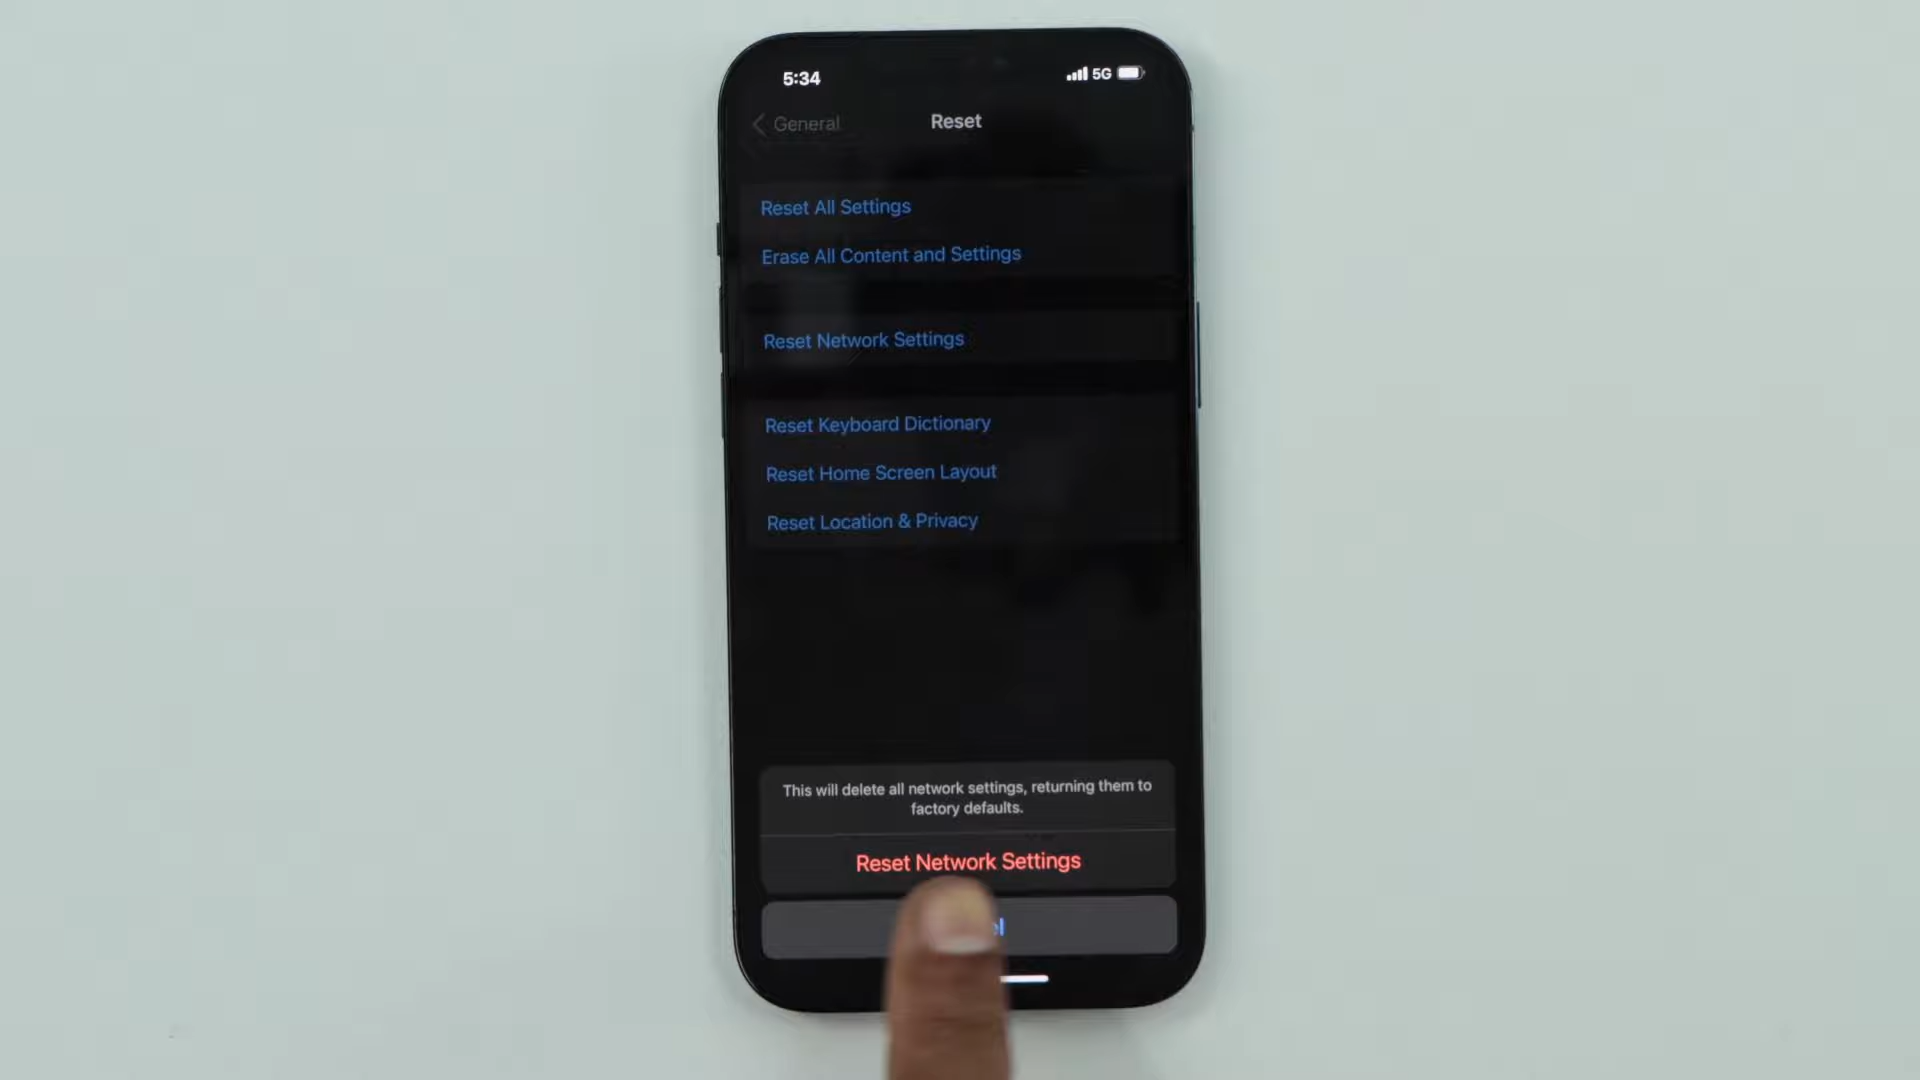 5:34
5G
General
Reset
Reset All Settings
Erase All Content and Settings
Reset Network Settings
Reset Keyboard Dictionary
Reset Home Screen Layout
Reset Location & Privacy
This will delete all network settings, returning them to
factory defaults.
Reset Network Settings